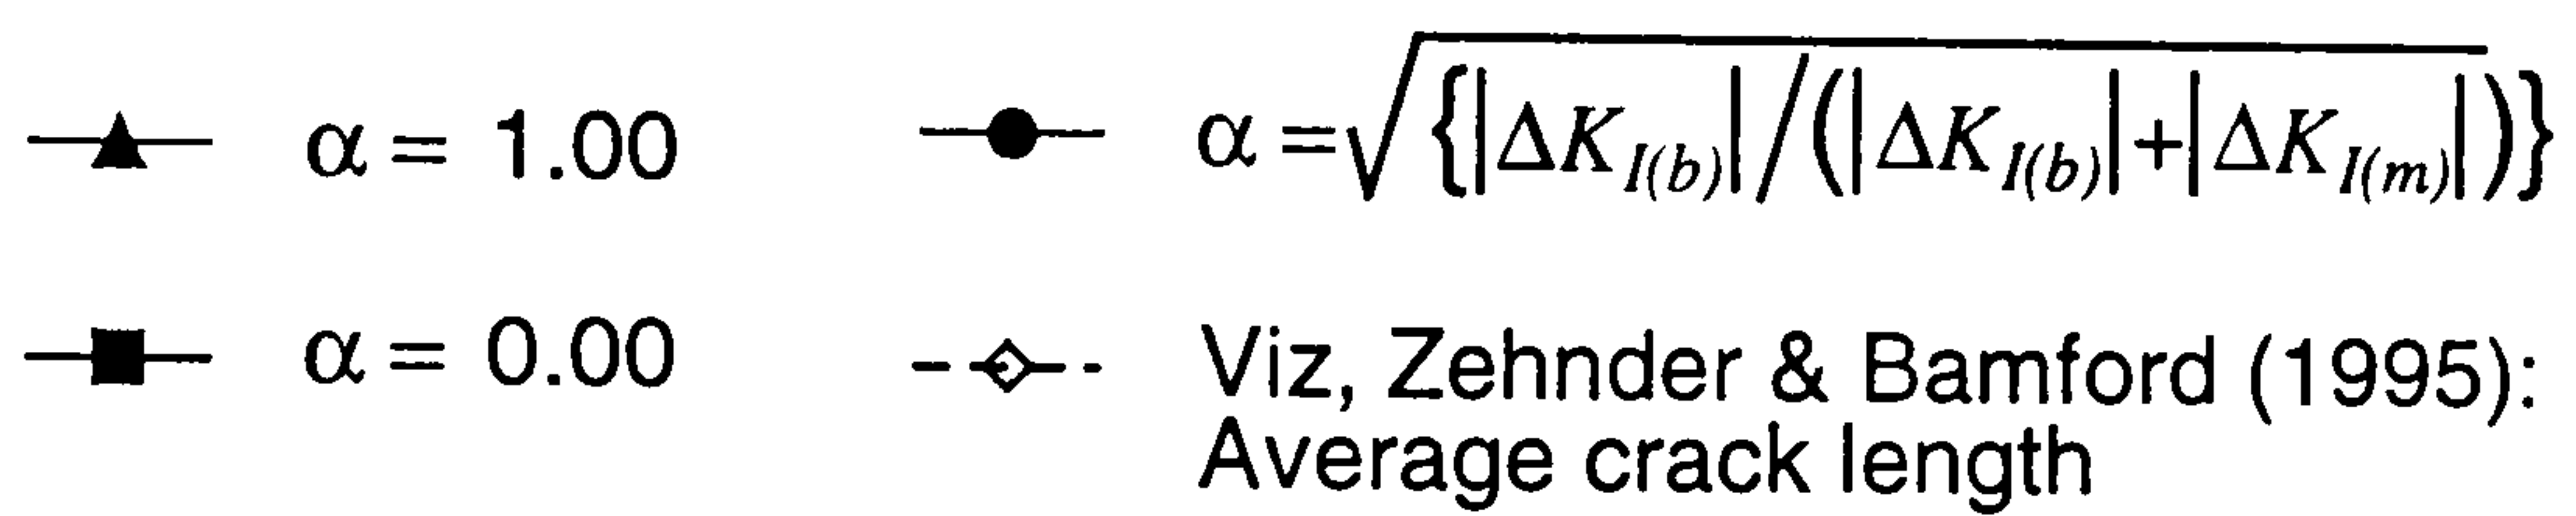 α = 1.00
α = √{|ΔK_I(b)|/(|ΔK_I(b)|+|ΔK_I(m)|)}
α = 0.00
Viz, Zehnder & Bamford (1995):
Average crack length